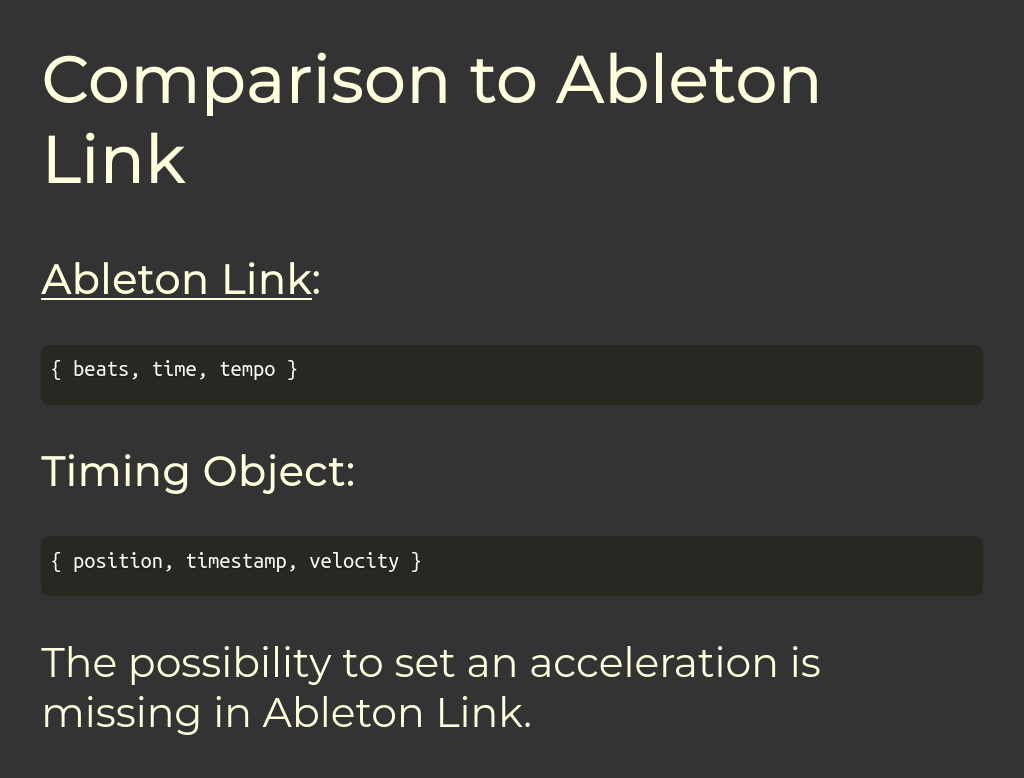 Comparison to Ableton
Link
Ableton Link:
{ beats, time, tempo }
Timing Object:
{ position, timestamp, velocity }
The possibility to set an acceleration is
missing in Ableton Link.